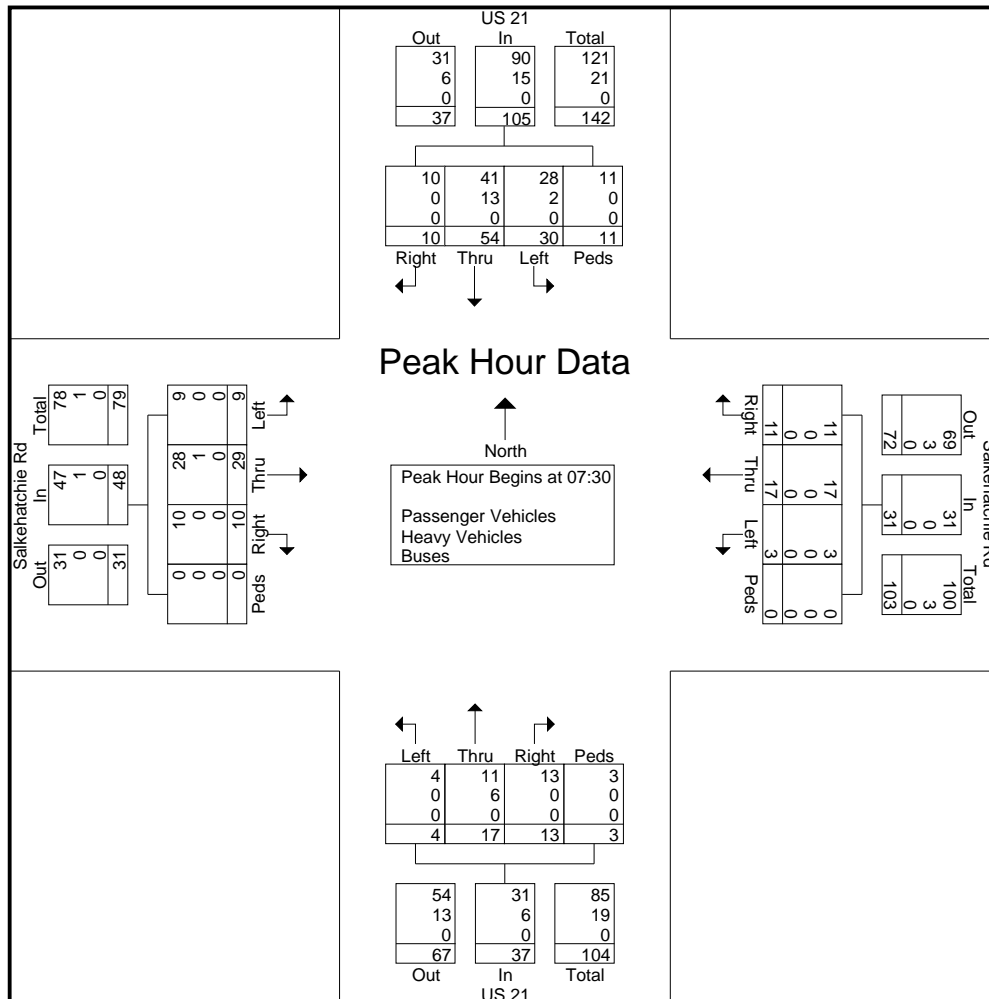 US 21
Out In Total
31 90 121
6 15 21
0 0 0
37 105 142
10 41 28 11
0 13 2 0
0 0 0 0
10 54 30 11
Right Thru Left Peds
Peak Hour Data
North
Peak Hour Begins at 07:30
Passenger Vehicles
Heavy Vehicles
Buses
Salkehatchie Rd
Total In Out
78 47 31
1 1 0
0 0 0
79 48 31
9 28 10 0
0 1 0 0
0 0 0 0
9 29 10 0
Left Thru Right Peds
Right Thru Left Peds
11 17 3 0
0 0 0 0
0 0 0 0
11 17 3 0
72 31 103
0 0 0
3 0 3
69 31 100
Out In Total
Salkehatchie Rd
Left Thru Right Peds
4 11 13 3
0 6 0 0
0 0 0 0
4 17 13 3
54 31 85
13 6 19
0 0 0
67 37 104
Out In Total
US 21